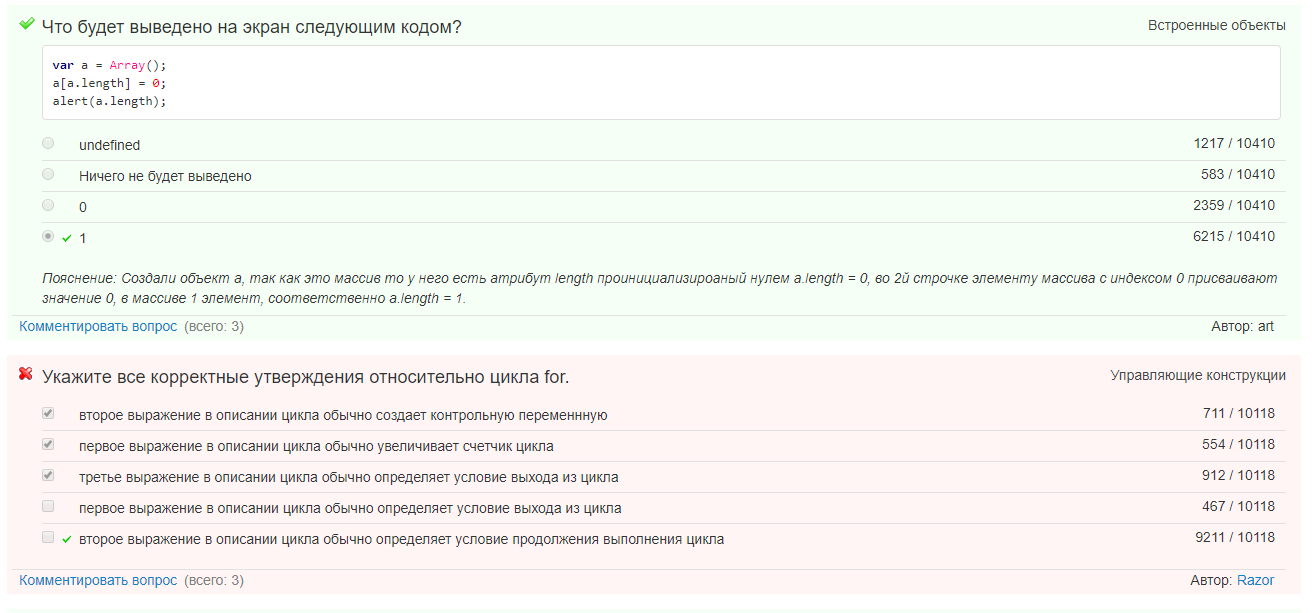 Что будет выведено на экран следующим кодом?
Встроенные объекты
var a = Array();
a[a.length] = 0;
alert(a.length);
undefined 1217 / 10410
Ничего не будет выведено 583 / 10410
0 2359 / 10410
1 6215 / 10410
Пояснение: Создали объект a, так как это массив то у него есть атрибут length проинициализироаный нулем a.length = 0, во 2й строчке элементу массива с индексом 0 присваивают
значение 0, в массиве 1 элемент, соответственно a.length = 1.
Комментировать вопрос (всего: 3) Автор: art
Укажите все корректные утверждения относительно цикла for.
Управляющие конструкции
второе выражение в описании цикла обычно создает контрольную переменнную 711 / 10118
первое выражение в описании цикла обычно увеличивает счетчик цикла 554 / 10118
третье выражение в описании цикла обычно определяет условие выхода из цикла 912 / 10118
первое выражение в описании цикла обычно определяет условие выхода из цикла 467 / 10118
второе выражение в описании цикла обычно определяет условие продолжения выполнения цикла 9211 / 10118
Комментировать вопрос (всего: 3) Автор: Razor